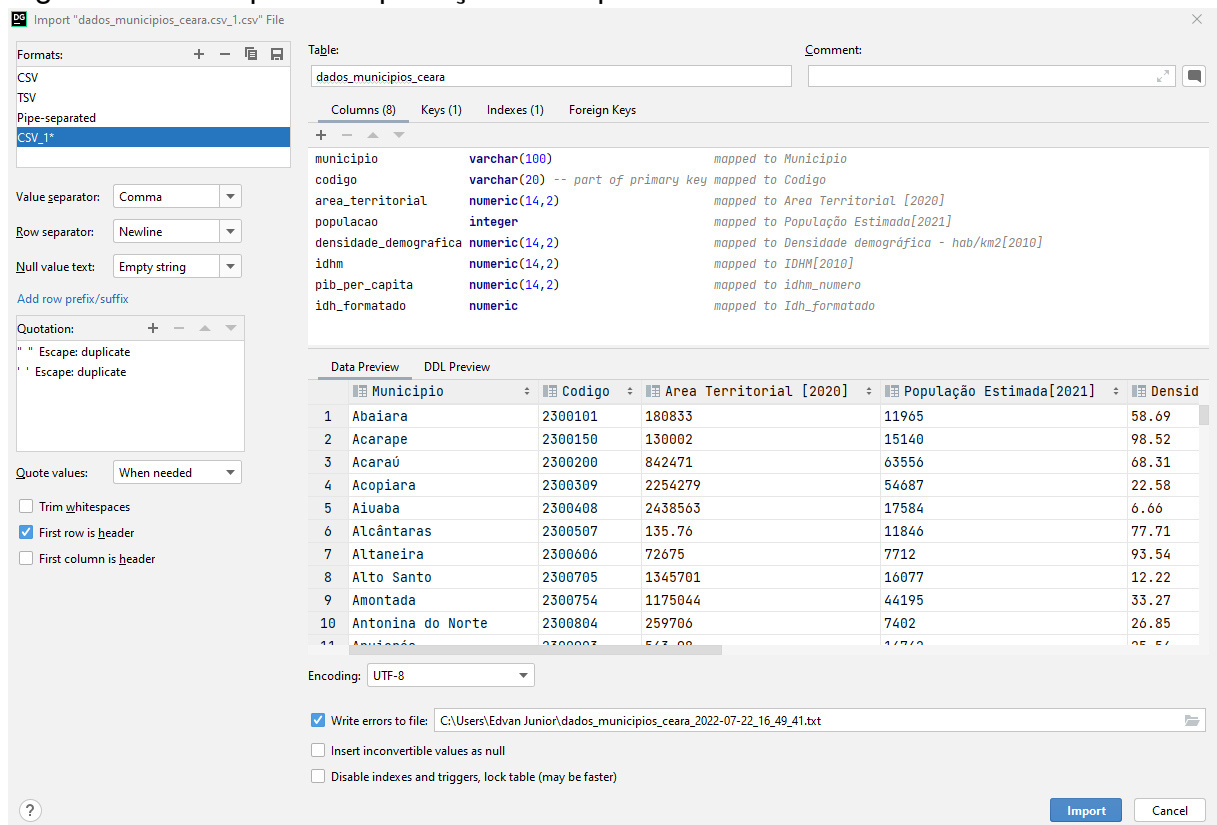 DG Import "dados_municipios_ceara.csv_1.csv" File
Formats:
CSV
TSV
Pipe-separated
CSV_1*
Value separator: Comma
Row separator: Newline
Null value text: Empty string
Add row prefix/suffix
Quotation:
" " Escape: duplicate
' ' Escape: duplicate
Quote values: When needed
Trim whitespaces
First row is header
First column is header
Table: Comment:
dados_municipios_ceara
Columns (8) Keys (1) Indexes (1) Foreign Keys
municipio varchar(100) mapped to Municipio
codigo varchar(20) -- part of primary key mapped to Codigo
area_territorial numeric(14,2) mapped to Area Territorial [2020]
populacao integer mapped to População Estimada[2021]
densidade_demografica numeric(14,2) mapped to Densidade demográfica - hab/km2[2010]
idhm numeric(14,2) mapped to IDHM[2010]
pib_per_capita numeric(14,2) mapped to idhm_numero
idh_formatado numeric mapped to Idh_formatado
Data Preview DDL Preview
Municipio Codigo Area Territorial [2020] População Estimada[2021] Densid
1 Abaiara 2300101 180833 11965 58.69
2 Acarape 2300150 130002 15140 98.52
3 Acaraú 2300200 842471 63556 68.31
4 Acopiara 2300309 2254279 54687 22.58
5 Aiuaba 2300408 2438563 17584 6.66
6 Alcântaras 2300507 135.76 11846 77.71
7 Altaneira 2300606 72675 7712 93.54
8 Alto Santo 2300705 1345701 16077 12.22
9 Amontada 2300754 1175044 44195 33.27
10 Antonina do Norte 2300804 259706 7402 26.85
Encoding: UTF-8
Write errors to file: C:\Users\Edvan Junior\dados_municipios_ceara_2022-07-22_16_49_41.txt
Insert inconvertible values as null
Disable indexes and triggers, lock table (may be faster)
? Import Cancel